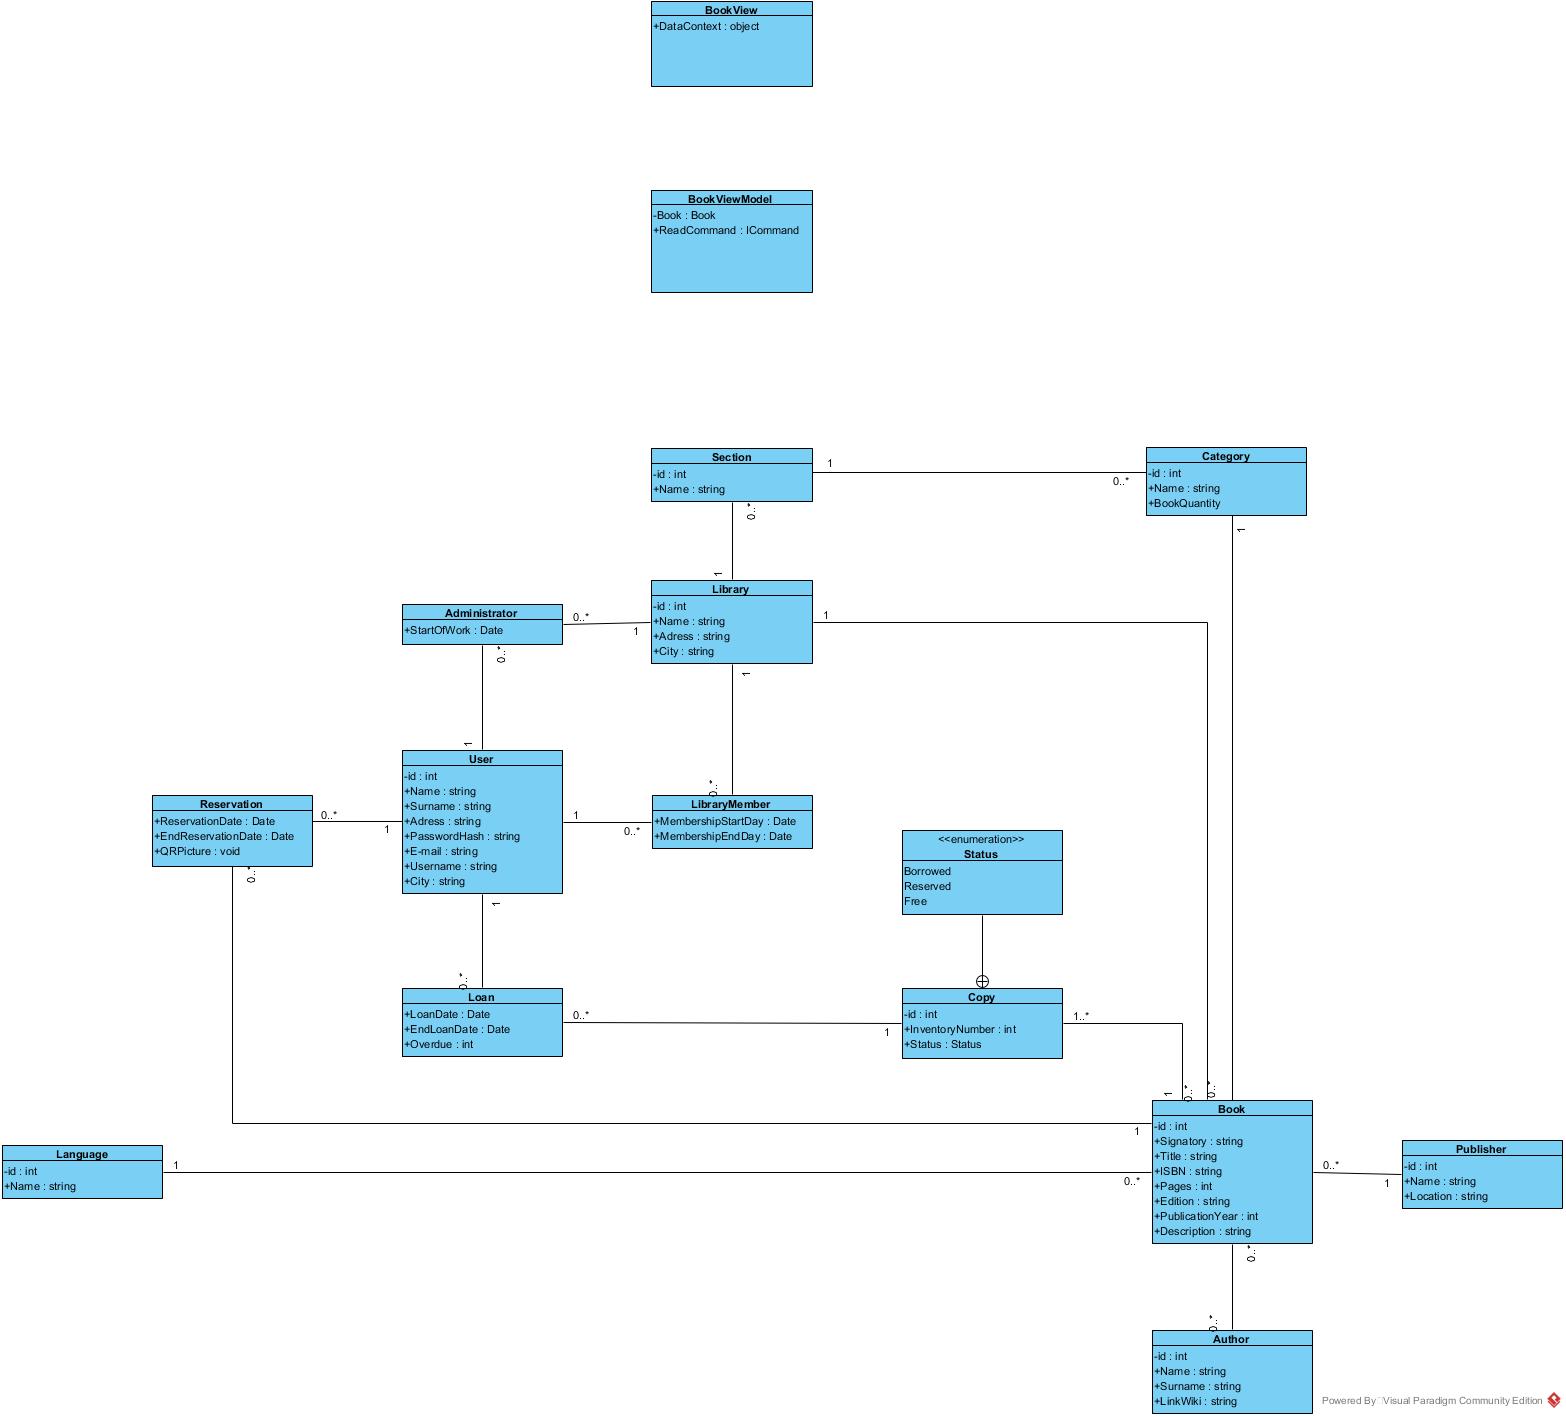 BookView
+DataContext : object
BookViewModel
-Book : Book
+ReadCommand : ICommand
Section
-id : int
+Name : string
1
0..*
Category
-id : int
+Name : string
+BookQuantity
0..*
1
1
Library
-id : int
+Name : string
+Adress : string
+City : string
Administrator
+StartOfWork : Date
0..*
1
1
0..*
1
1
0..*
User
-id : int
+Name : string
+Surname : string
+Adress : string
+PasswordHash : string
+E-mail : string
+Username : string
+City : string
Reservation
+ReservationDate : Date
+EndReservationDate : Date
+QRPicture : void
0..*
1
1
0..*
LibraryMember
+MembershipStartDay : Date
+MembershipEndDay : Date
<<enumeration>>
Status
Borrowed
Reserved
Free
0..*
1
0..*
Loan
+LoanDate : Date
+EndLoanDate : Date
+Overdue : int
0..*
1
Copy
-id : int
+InventoryNumber : int
+Status : Status
1..*
1
0..*
0..*
Book
-id : int
+Signatory : string
+Title : string
+ISBN : string
+Pages : int
+Edition : string
+PublicationYear : int
+Description : string
1
Language
-id : int
+Name : string
1
0..*
0..*
1
Publisher
-id : int
+Name : string
+Location : string
0..*
0..*
Author
-id : int
+Name : string
+Surname : string
+LinkWiki : string
Powered By Visual Paradigm Community Edition